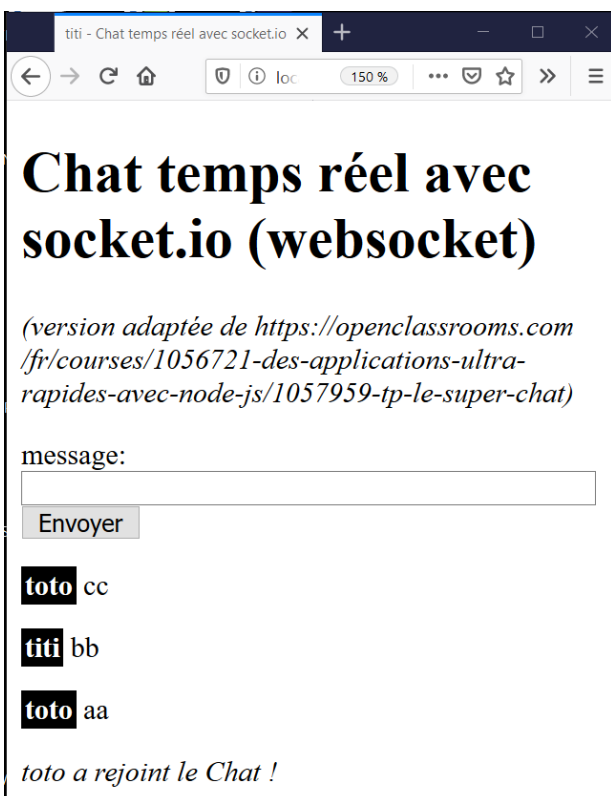 titi - Chat temps réel avec socket.io
150 %
Chat temps réel avec
socket.io (websocket)
(version adaptée de https://openclassrooms.com
/fr/courses/1056721-des-applications-ultra-
rapides-avec-node-js/1057959-tp-le-super-chat)
message:
Envoyer
toto cc
titi bb
toto aa
toto a rejoint le Chat !